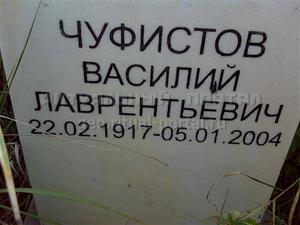 ЧУФИСТОВ
ВАСИЛИЙ
ЛАВРЕНТЬЕВИЧ
22.02.1917-05.01.2004